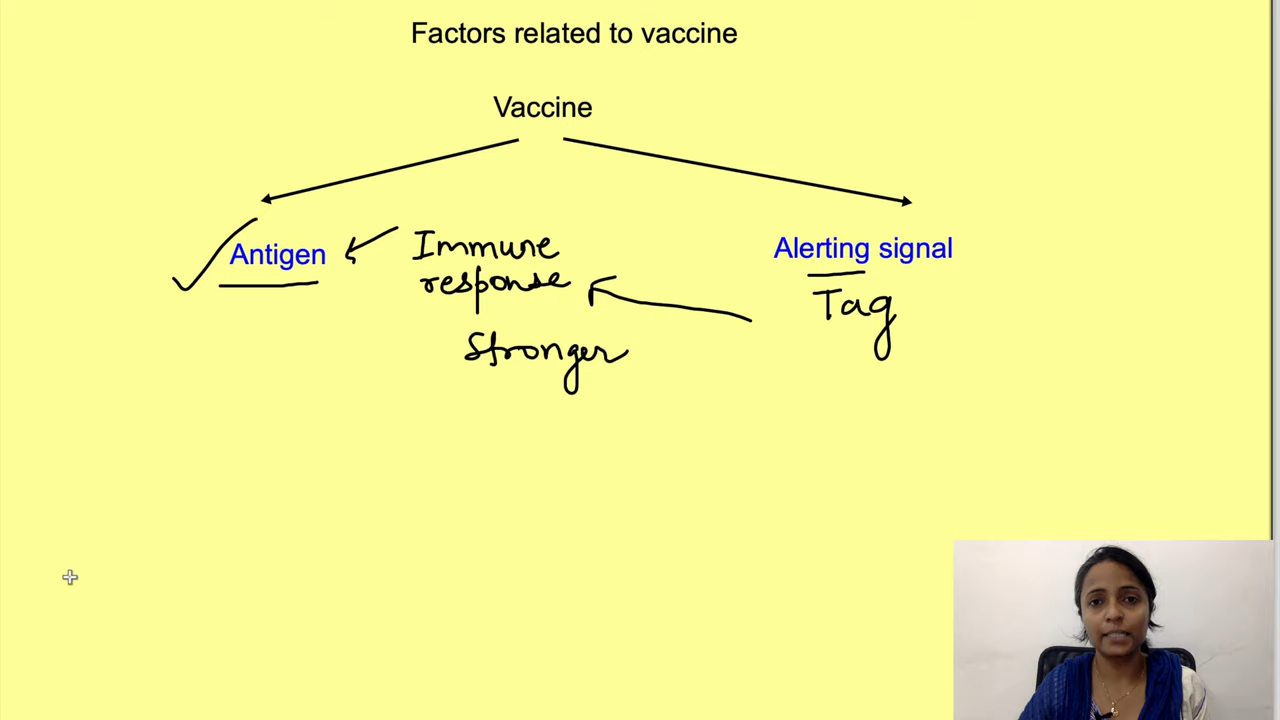 Factors related to vaccine
Vaccine
Antigen
Immune
response
Stronger
Alerting signal
Tag